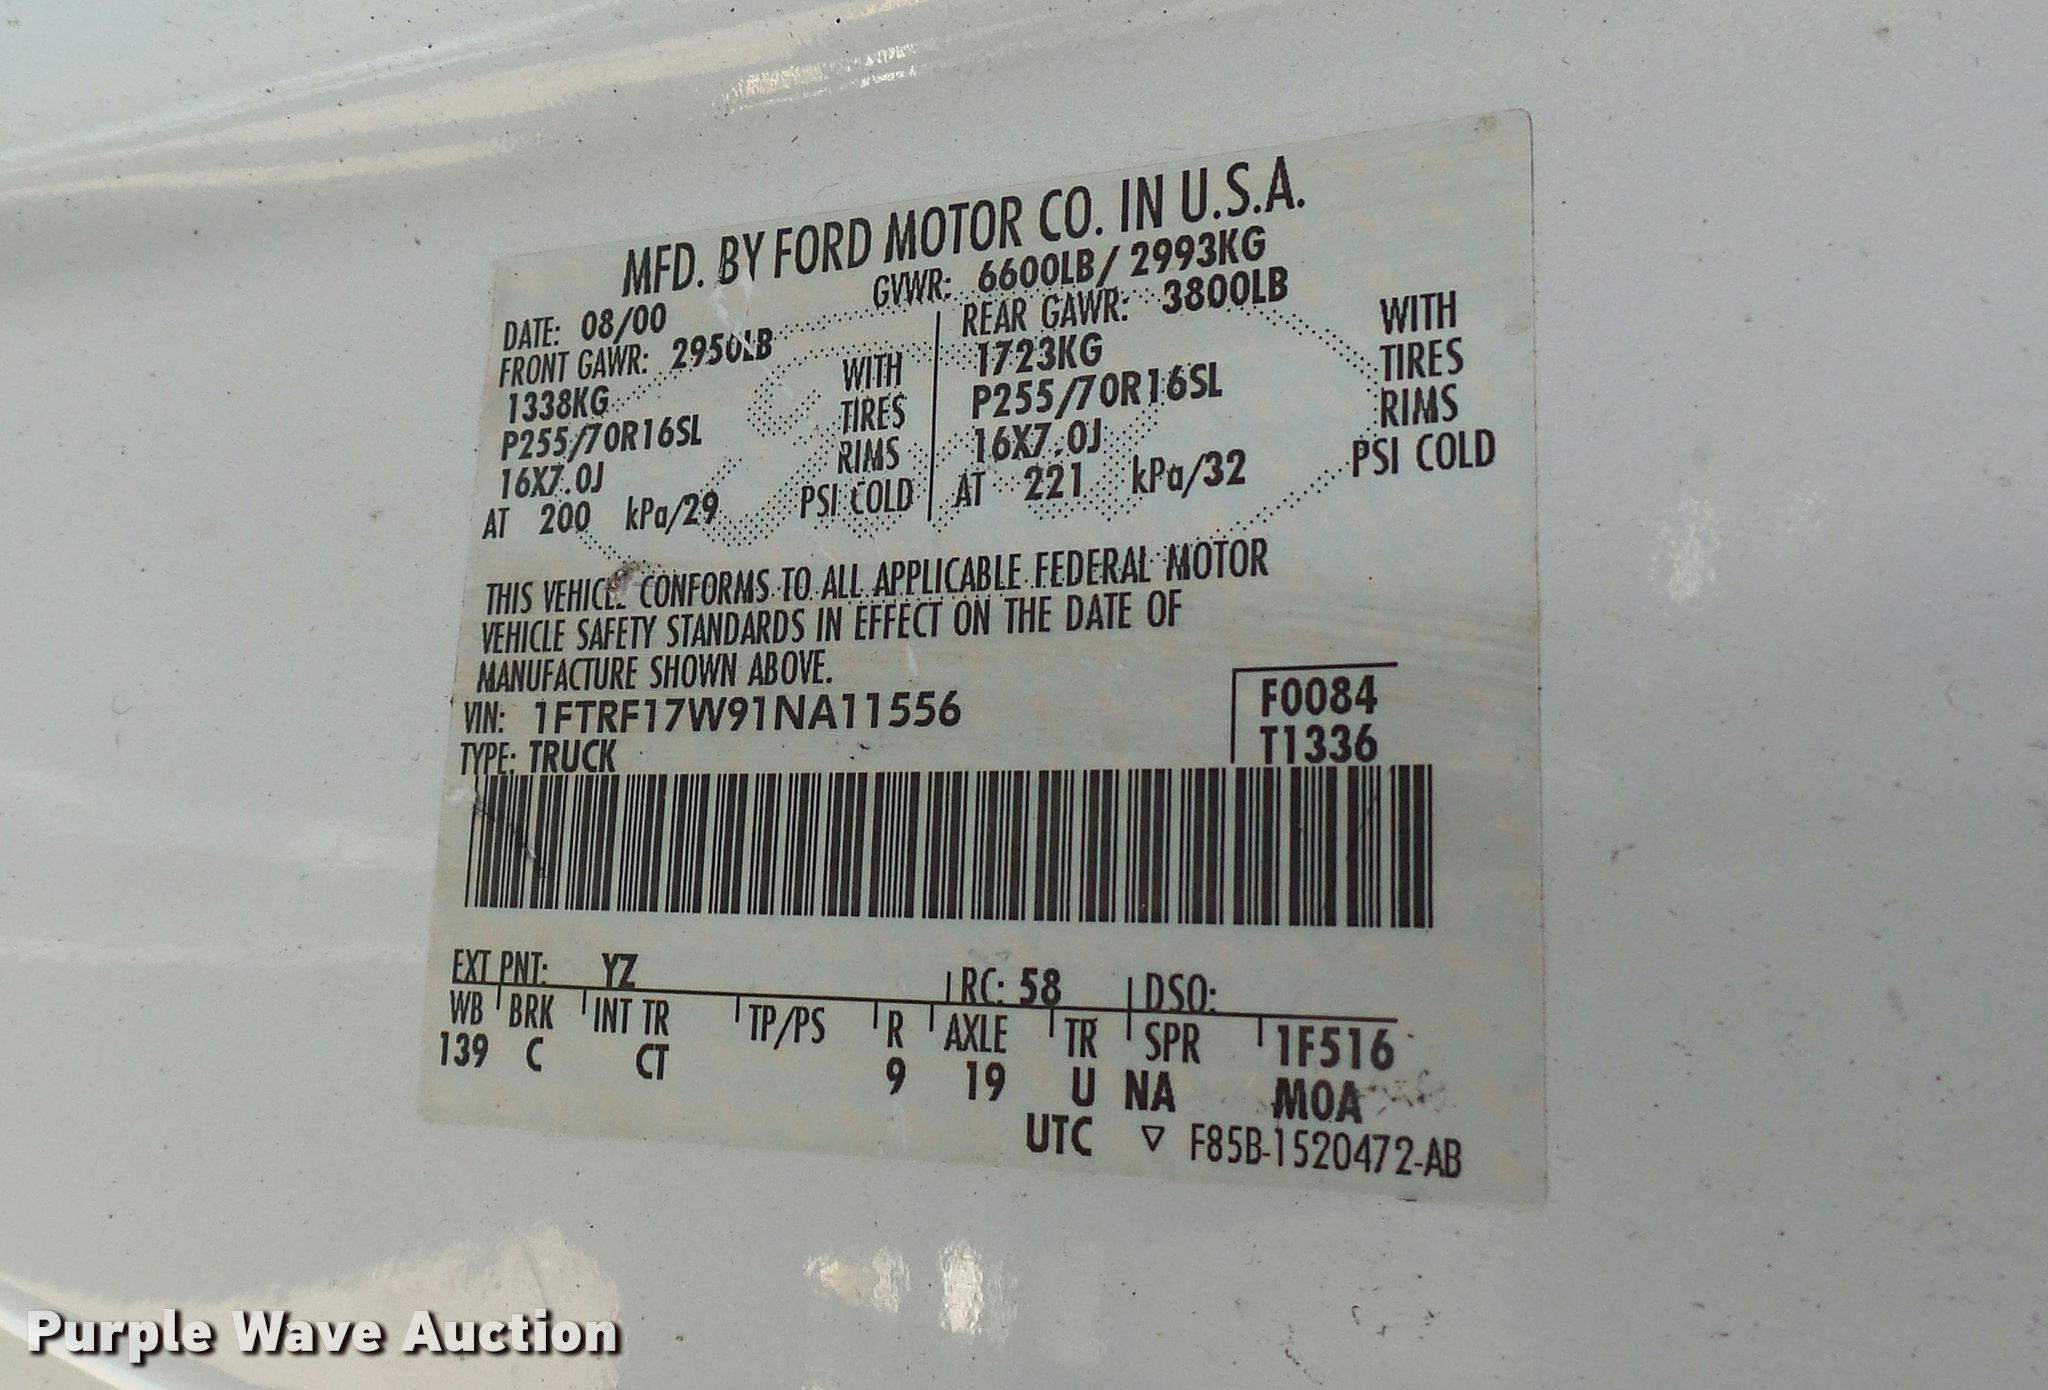 MFD. BY FORD MOTOR CO. IN U.S.A.
DATE: 08/00
GVWR: 6600LB/ 2993KG
FRONT GAWR: 2950LB
1338KG WITH
P255/70R16SL TIRES
16X7.0J RIMS
AT 200 kPa/29 PSI COLD
REAR GAWR: 3800LB
1723KG WITH
P255/70R16SL TIRES
16X7.0J RIMS
AT 221 kPa/32 PSI COLD
THIS VEHICLE CONFORMS TO ALL APPLICABLE FEDERAL MOTOR
VEHICLE SAFETY STANDARDS IN EFFECT ON THE DATE OF
MANUFACTURE SHOWN ABOVE.
VIN: 1FTRF17W91NA11556
F0084
TYPE: TRUCK
T1336
EXT PNT: YZ RC: 58 DSO:
WB BRK INT TR TP/PS R AXLE TR SPR 1F516
139 C CT 9 19 U NA MOA
UTC ▽ F85B-1520472-AB
Purple Wave Auction